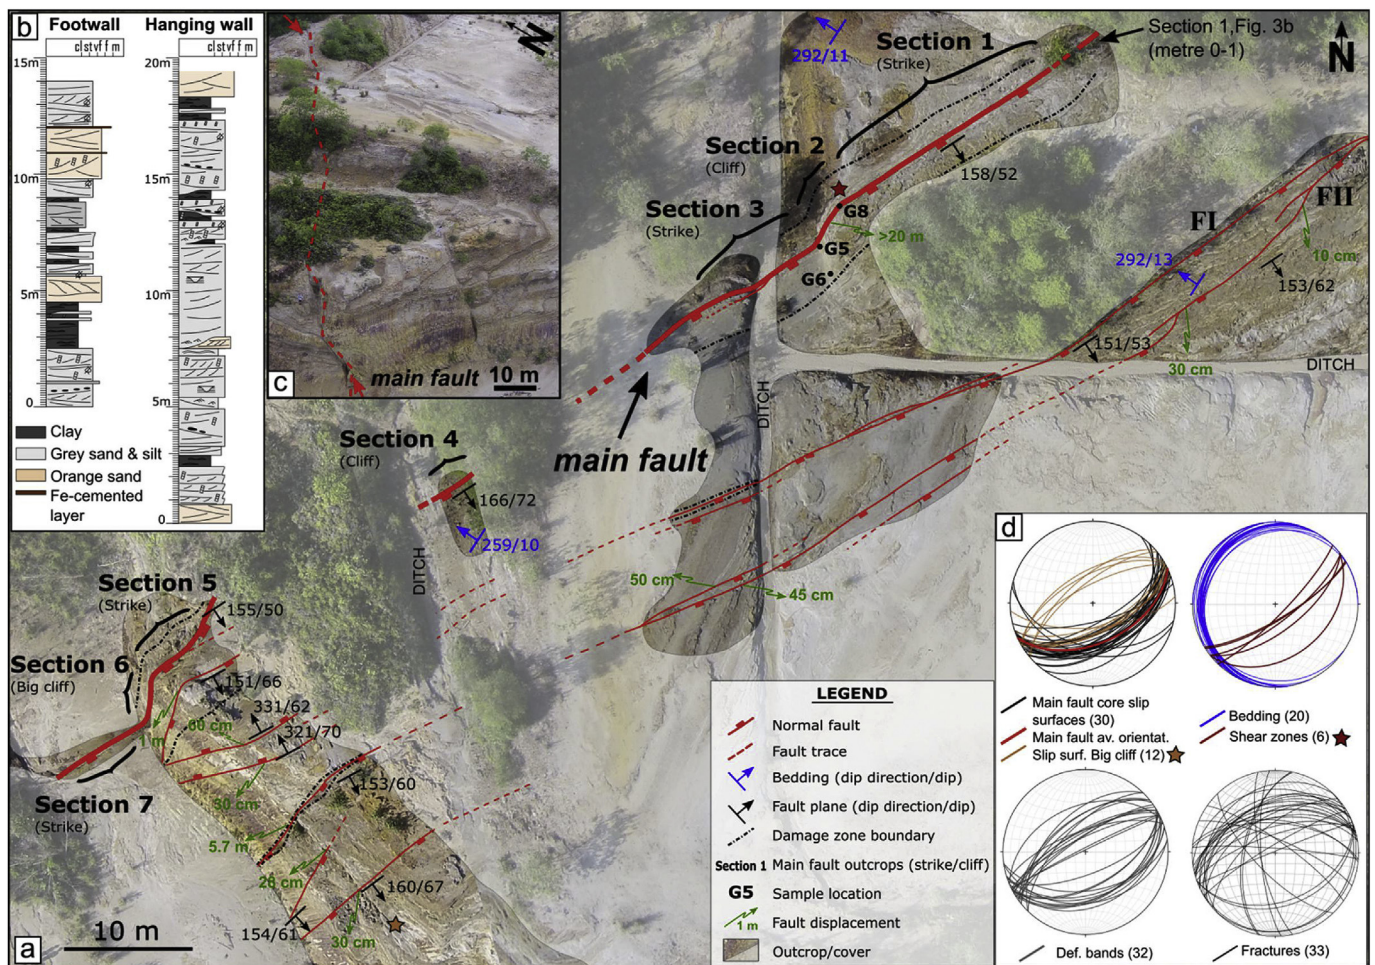 b
Footwall
Hanging wall
cl st vf f m
cl st vf f m
15m
10m
5m
0
20m
15m
10m
5m
0
Clay
Grey sand & silt
Orange sand
Fe-cemented
layer
N
c
main fault
10 m
292/11
Section 1
(Strike)
Section 1, Fig. 3b
(metre 0-1)
N
Section 2
(Cliff)
158/52
Section 3
(Strike)
G8
>20 m
G5
G6
FI
FII
292/13
10 cm
153/62
151/53
30 cm
DITCH
DITCH
main fault
Section 4
(Cliff)
166/72
259/10
DITCH
50 cm
45 cm
Section 5
(Strike)
155/50
Section 6
(Big cliff)
151/66
331/62
60 cm
321/70
1 m
153/60
50 cm
Section 7
(Strike)
5.7 m
26 cm
160/67
154/61
30 cm
a
10 m
LEGEND
Normal fault
Fault trace
Bedding (dip direction/dip)
Fault plane (dip direction/dip)
Damage zone boundary
Section 1 Main fault outcrops (strike/cliff)
G5 Sample location
1 m Fault displacement
Outcrop/cover
d
Main fault core slip
surfaces (30)
Main fault av. orientat.
Slip surf. Big cliff (12)
Bedding (20)
Shear zones (6)
Def. bands (32)
Fractures (33)